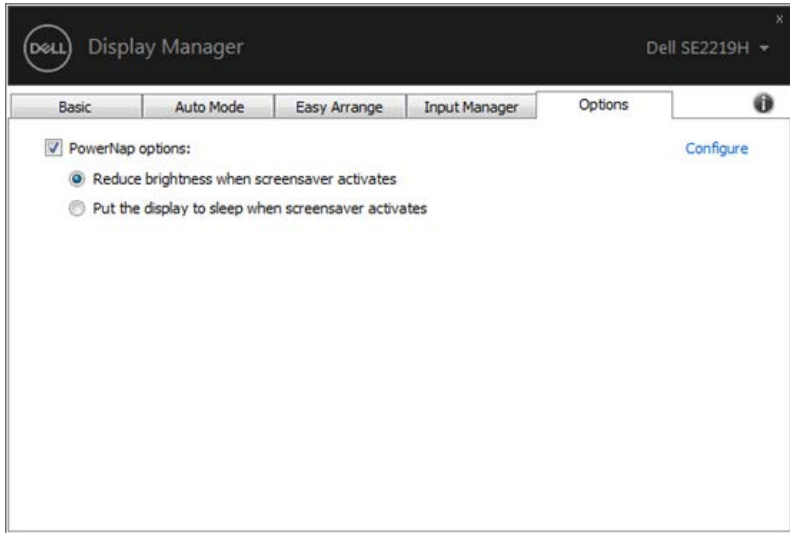 x
DELL Display Manager Dell SE2219H
Basic Auto Mode Easy Arrange Input Manager Options i
PowerNap options: Configure
Reduce brightness when screensaver activates
Put the display to sleep when screensaver activates